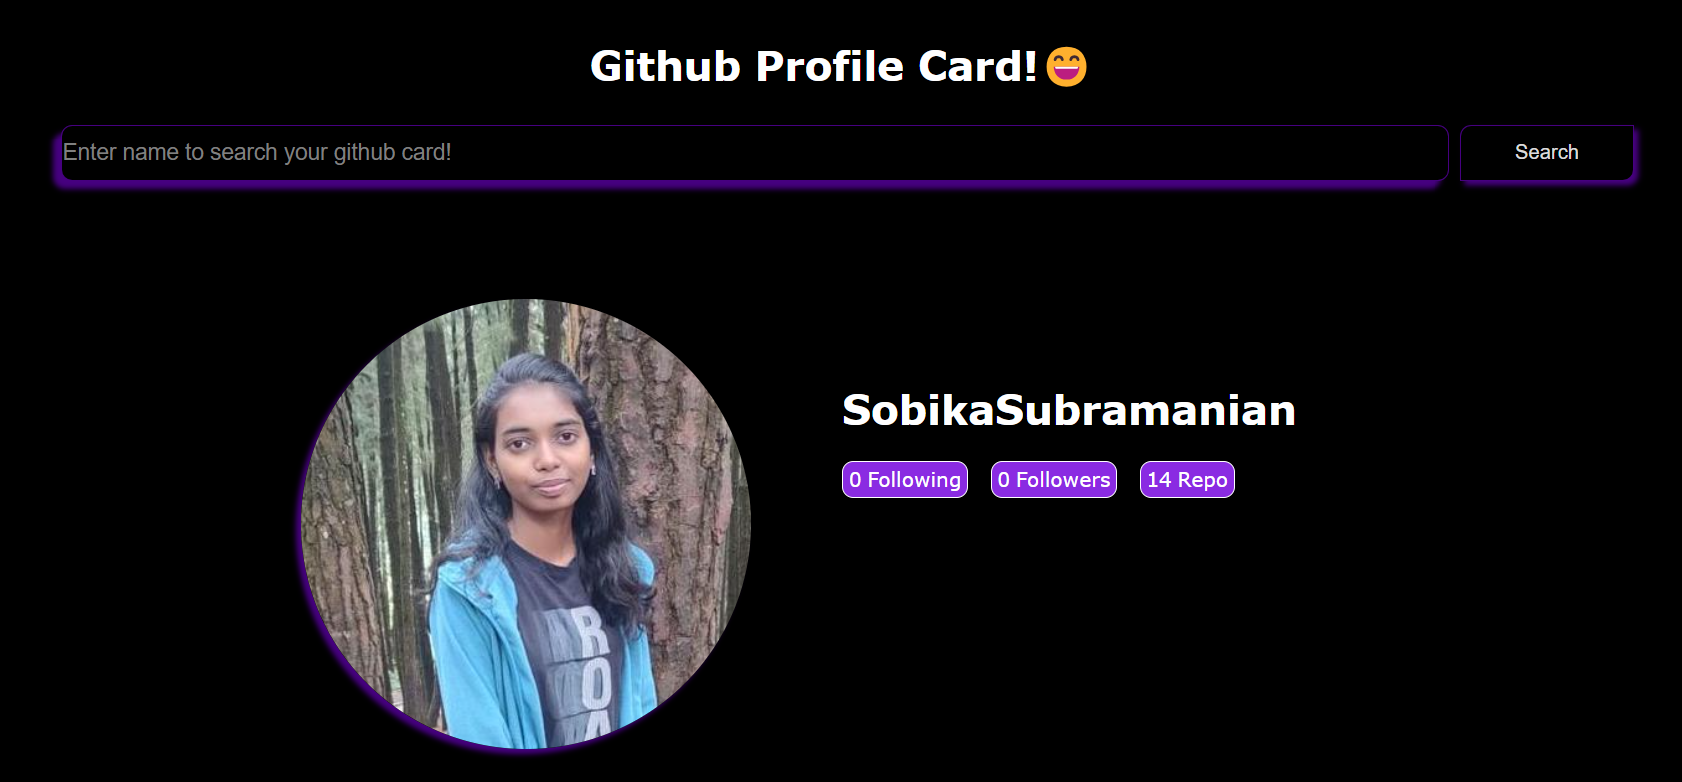 Github Profile Card!😄
Enter name to search your github card!
Search
SobikaSubramanian
0 Following
0 Followers
14 Repo